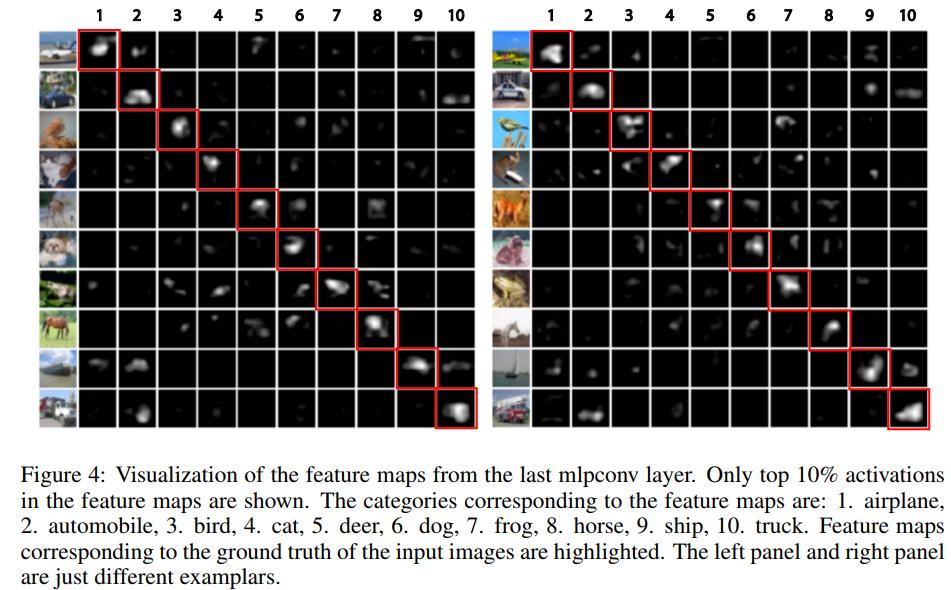 1 2 3 4 5 6 7 8 9 10 1 2 3 4 5 6 7 8 9 10
Figure 4: Visualization of the feature maps from the last mlpconv layer. Only top 10% activations
in the feature maps are shown. The categories corresponding to the feature maps are: 1. airplane,
2. automobile, 3. bird, 4. cat, 5. deer, 6. dog, 7. frog, 8. horse, 9. ship, 10. truck. Feature maps
corresponding to the ground truth of the input images are highlighted. The left panel and right panel
are just different examplars.